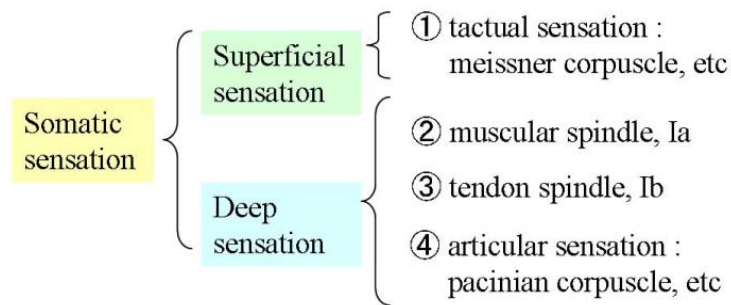 Somatic
sensation
Superficial
sensation
① tactual sensation :
meissner corpuscle, etc
Deep
sensation
② muscular spindle, Ia
③ tendon spindle, Ib
④ articular sensation :
pacinian corpuscle, etc